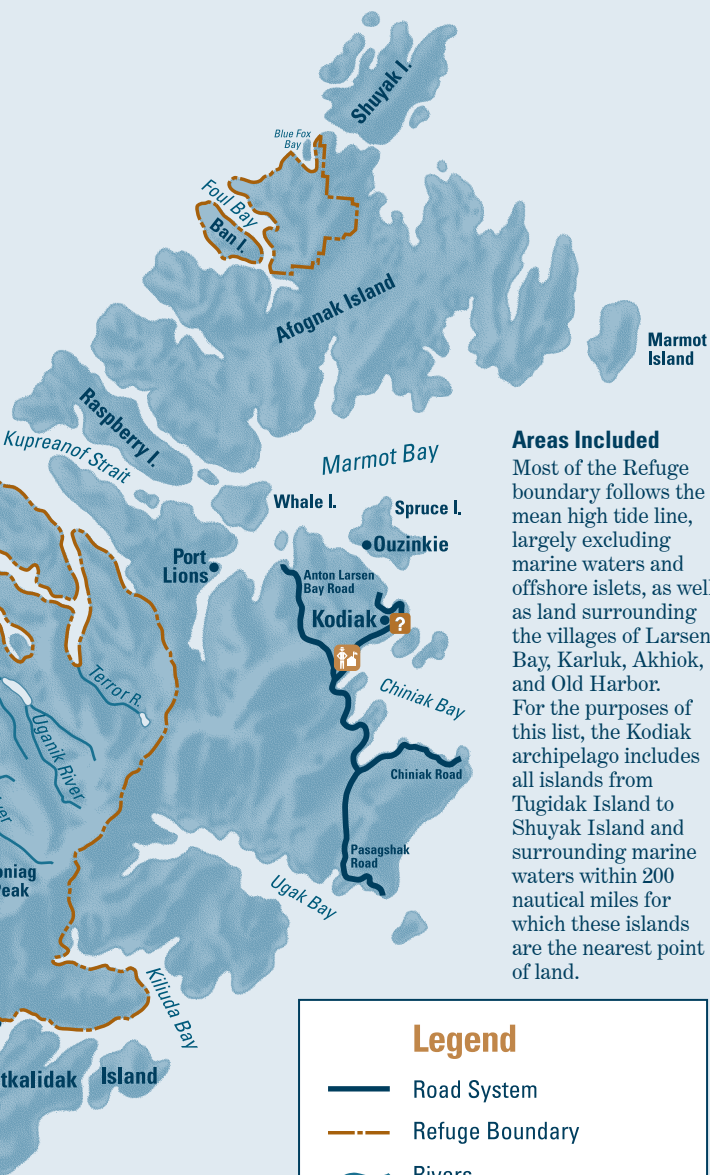 Shuyak I.
Blue Fox
Bay
Foul Bay
Ban I.
Afognak Island
Marmot
Island
Raspberry I.
Kupreanof Strait
Marmot Bay
Whale I.
Spruce I.
Ouzinkie
Port
Lions
Anton Larsen
Bay Road
Kodiak
?
Terror R.
Chiniak Bay
Uganik River
Chiniak Road
Pasagshak
Road
Ugak Bay
Kiliuda Bay
Island
Areas Included
Most of the Refuge
boundary follows the
mean high tide line,
largely excluding
marine waters and
offshore islets, as well
as land surrounding
the villages of Larsen
Bay, Karluk, Akhiok,
and Old Harbor.
For the purposes of
this list, the Kodiak
archipelago includes
all islands from
Tugidak Island to
Shuyak Island and
surrounding marine
waters within 200
nautical miles for
which these islands
are the nearest point
of land.
Legend
Road System
Refuge Boundary
Rivers